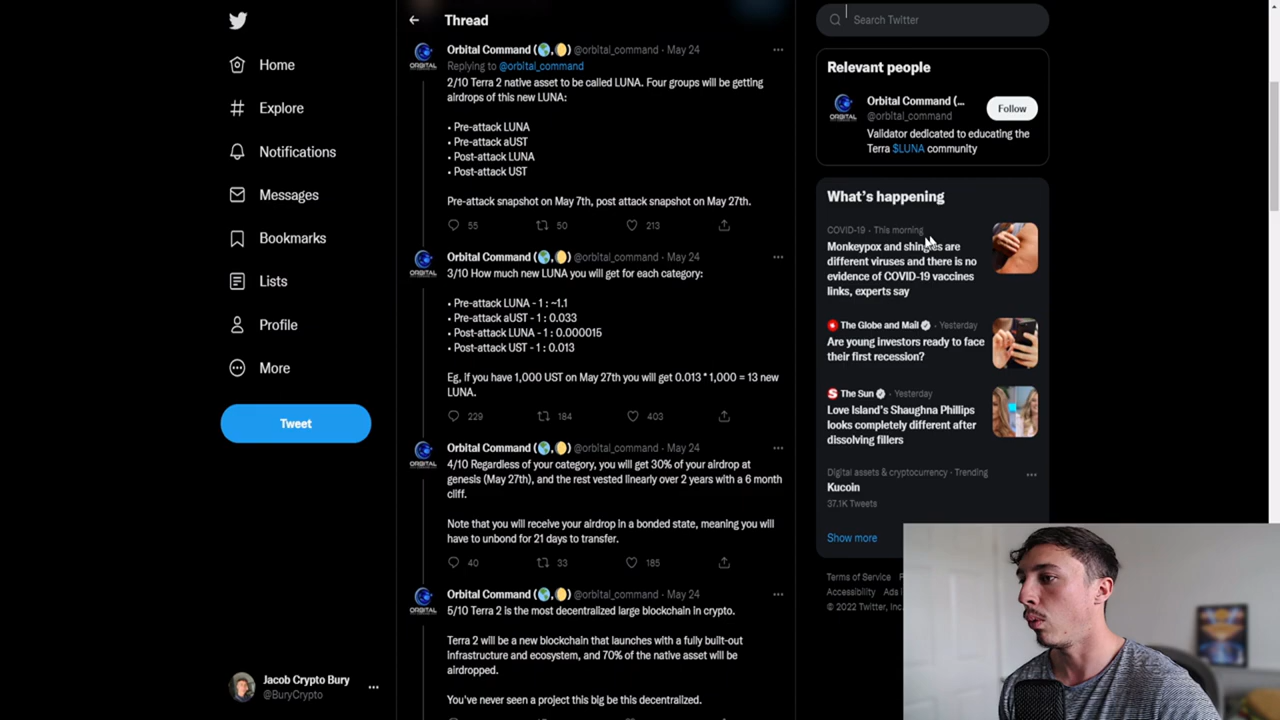 Home
Explore
Notifications
Messages
Bookmarks
Lists
Profile
More
Tweet
Jacob Crypto Bury
@BuryCrypto
Thread
Orbital Command (🌎,🌔) @orbital_command · May 24
Replying to @orbital_command
2/10 Terra 2 native asset to be called LUNA. Four groups will be getting
airdrops of this new LUNA:
• Pre-attack LUNA
• Pre-attack aUST
• Post-attack LUNA
• Post-attack UST
Pre-attack snapshot on May 7th, post attack snapshot on May 27th.
55 50 213
Orbital Command (🌎,🌔) @orbital_command · May 24
3/10 How much new LUNA you will get for each category:
• Pre-attack LUNA - 1 : ~1.1
• Pre-attack aUST - 1 : 0.033
• Post-attack LUNA - 1 : 0.000015
• Post-attack UST - 1 : 0.013
Eg, if you have 1,000 UST on May 27th you will get 0.013 * 1,000 = 13 new
LUNA.
229 184 403
Orbital Command (🌎,🌔) @orbital_command · May 24
4/10 Regardless of your category, you will get 30% of your airdrop at
genesis (May 27th), and the rest vested linearly over 2 years with a 6 month
cliff.
Note that you will receive your airdrop in a bonded state, meaning you will
have to unbond for 21 days to transfer.
40 33 185
Orbital Command (🌎,🌔) @orbital_command · May 24
5/10 Terra 2 is the most decentralized large blockchain in crypto.
Terra 2 will be a new blockchain that launches with a fully built-out
infrastructure and ecosystem, and 70% of the native asset will be
airdropped.
You've never seen a project this big be this decentralized.
Search Twitter
Relevant people
Orbital Command (...
@orbital_command
Follow
Validator dedicated to educating the
Terra $LUNA community
What's happening
COVID-19 · This morning
Monkeypox and shingles are
different viruses and there is no
evidence of COVID-19 vaccines
links, experts say
The Globe and Mail · Yesterday
Are young investors ready to face
their first recession?
The Sun · Yesterday
Love Island's Shaughna Phillips
looks completely different after
dissolving fillers
Digital assets & cryptocurrency · Trending
Kucoin
37.1K Tweets
Show more
Terms of Service
Accessibility
© 2022 Twitter, Inc.